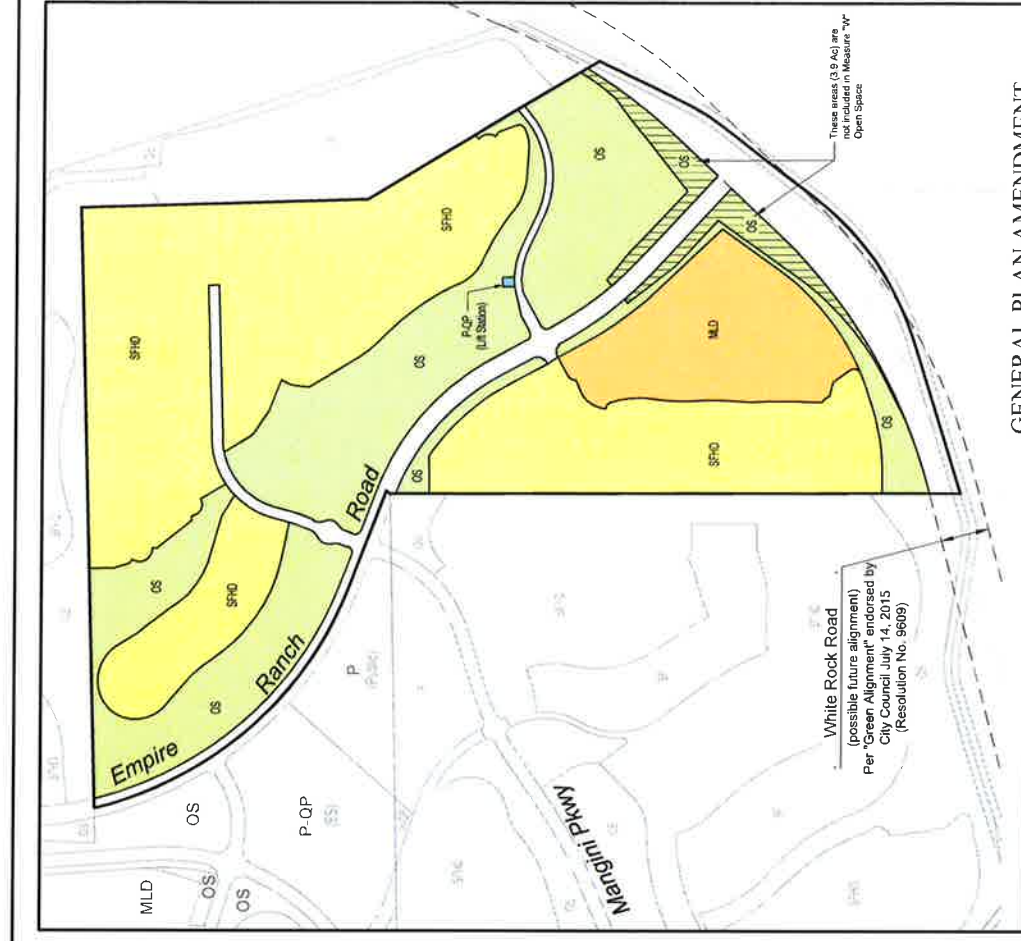 SFHD
SFHD
OS
OS
SFHD
OS
Empire
Ranch
Road
OS
P-QP
(Lift Station)
OS
OS
OS
These areas (3.9 Ac) are
not included in Measure "W"
Open Space
MLD
SFHD
OS
OS
MLD
OS
OS
OS
P-QP
P
Mangini Pkwy
White Rock Road
(possible future alignment)
Per "Green Alignment" endorsed by
City Council July 14, 2015
(Resolution No. 9609)
GENERAL PLAN AMENDMENT